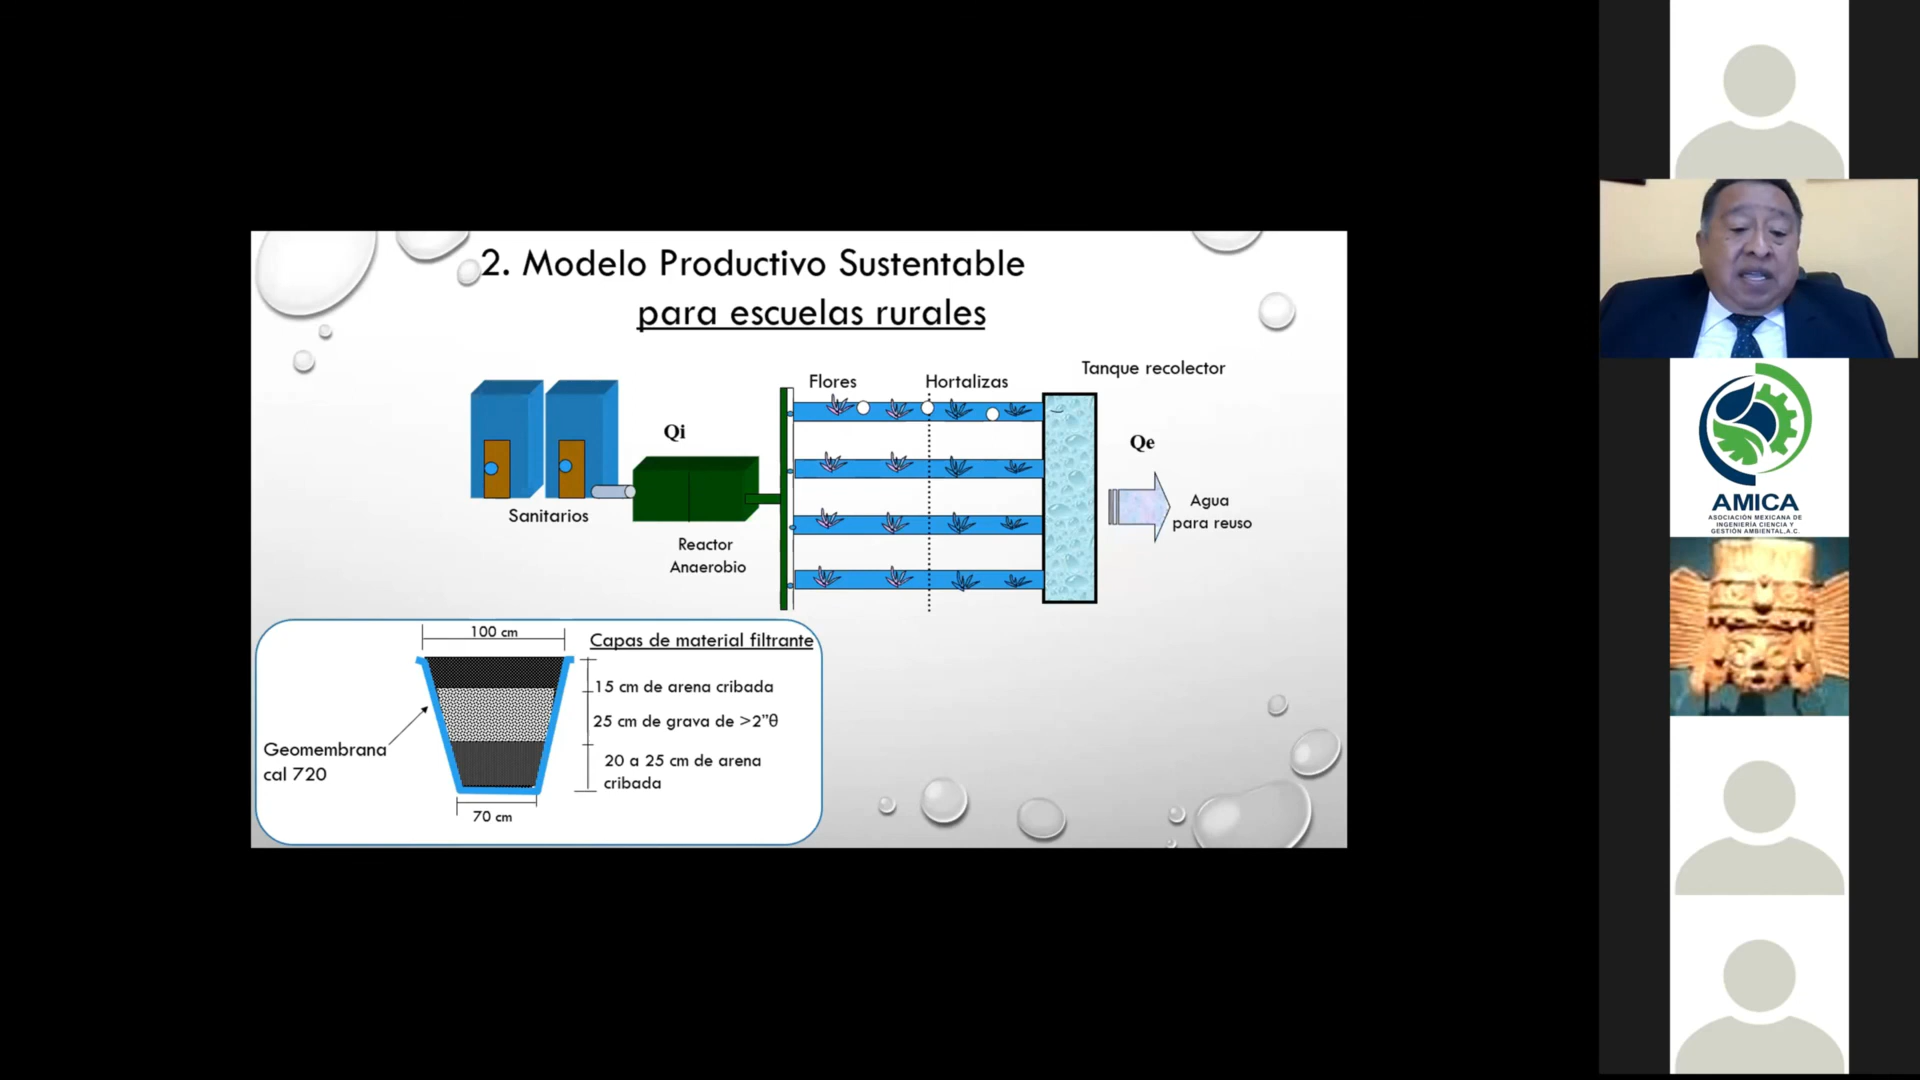 2. Modelo Productivo Sustentable
para escuelas rurales
Tanque recolector
Flores
Hortalizas
Qi
Qe
Sanitarios
Agua
para reuso
Reactor
Anaerobio
100 cm
Capas de material filtrante
15 cm de arena cribada
25 cm de grava de >2”θ
Geomembrana
cal 720
20 a 25 cm de arena
cribada
70 cm
AMICA
ASOCIACIÓN MEXICANA DE
INGENIERÍA CIENCIA Y
GESTIÓN AMBIENTAL,A.C.